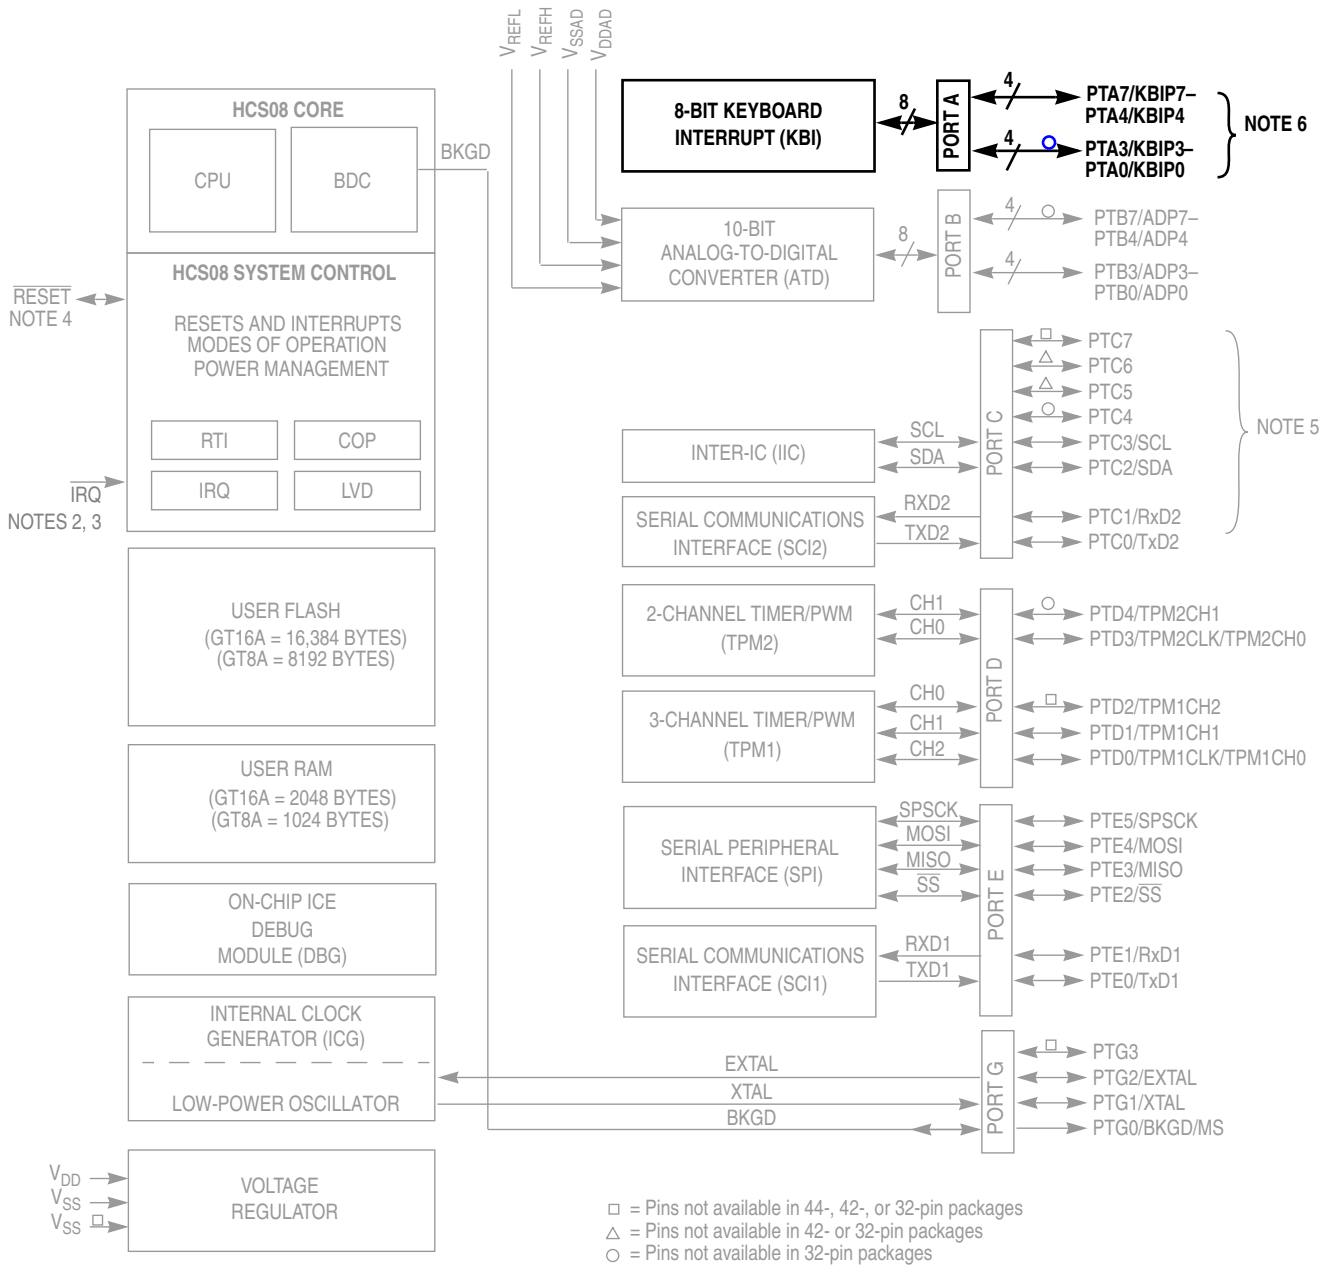 VREFL
VREFH
VSSAD
VDDAD
HCS08 CORE
CPU
BDC
BKGD
HCS08 SYSTEM CONTROL
RESET
NOTE 4
RESETS AND INTERRUPTS
MODES OF OPERATION
POWER MANAGEMENT
RTI
COP
IRQ
LVD
IRQ
NOTES 2, 3
USER FLASH
(GT16A = 16,384 BYTES)
(GT8A = 8192 BYTES)
USER RAM
(GT16A = 2048 BYTES)
(GT8A = 1024 BYTES)
ON-CHIP ICE
DEBUG
MODULE (DBG)
INTERNAL CLOCK
GENERATOR (ICG)
LOW-POWER OSCILLATOR
VDD
VSS
VSS
VOLTAGE
REGULATOR
8-BIT KEYBOARD
INTERRUPT (KBI)
8
PORT A
4
PTA7/KBIP7–
PTA4/KBIP4
4
PTA3/KBIP3–
PTA0/KBIP0
NOTE 6
10-BIT
ANALOG-TO-DIGITAL
CONVERTER (ATD)
8
PORT B
4
PTB7/ADP7–
PTB4/ADP4
4
PTB3/ADP3–
PTB0/ADP0
INTER-IC (IIC)
SCL
SDA
SERIAL COMMUNICATIONS
INTERFACE (SCI2)
RXD2
TXD2
PORT C
PTC7
PTC6
PTC5
PTC4
PTC3/SCL
PTC2/SDA
PTC1/RxD2
PTC0/TxD2
NOTE 5
2-CHANNEL TIMER/PWM
(TPM2)
CH1
CH0
3-CHANNEL TIMER/PWM
(TPM1)
CH0
CH1
CH2
PORT D
PTD4/TPM2CH1
PTD3/TPM2CLK/TPM2CH0
PTD2/TPM1CH2
PTD1/TPM1CH1
PTD0/TPM1CLK/TPM1CH0
SERIAL PERIPHERAL
INTERFACE (SPI)
SPSCK
MOSI
MISO
SS
SERIAL COMMUNICATIONS
INTERFACE (SCI1)
RXD1
TXD1
PORT E
PTE5/SPSCK
PTE4/MOSI
PTE3/MISO
PTE2/SS
PTE1/RxD1
PTE0/TxD1
EXTAL
XTAL
BKGD
PORT G
PTG3
PTG2/EXTAL
PTG1/XTAL
PTG0/BKGD/MS
□ = Pins not available in 44-, 42-, or 32-pin packages
△ = Pins not available in 42- or 32-pin packages
○ = Pins not available in 32-pin packages